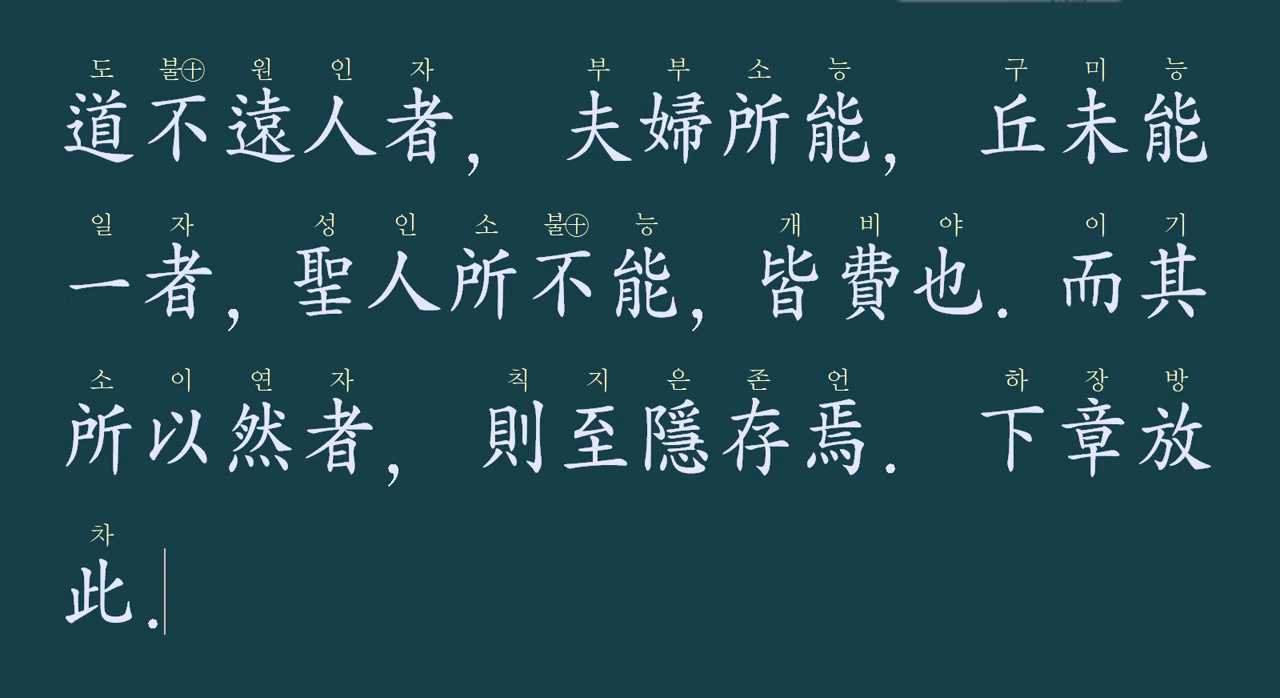 도 불㊉ 원 인 자 부 부 소 능 구 미 능
道不遠人者, 夫婦所能, 丘未能
일 자 성 인 소 불㊉ 능 개 비 야 이 기
一者, 聖人所不能, 皆費也. 而其
소 이 연 자 칙 지 은 존 언 하 장 방
所以然者, 則至隱存焉. 下章放
차
此.